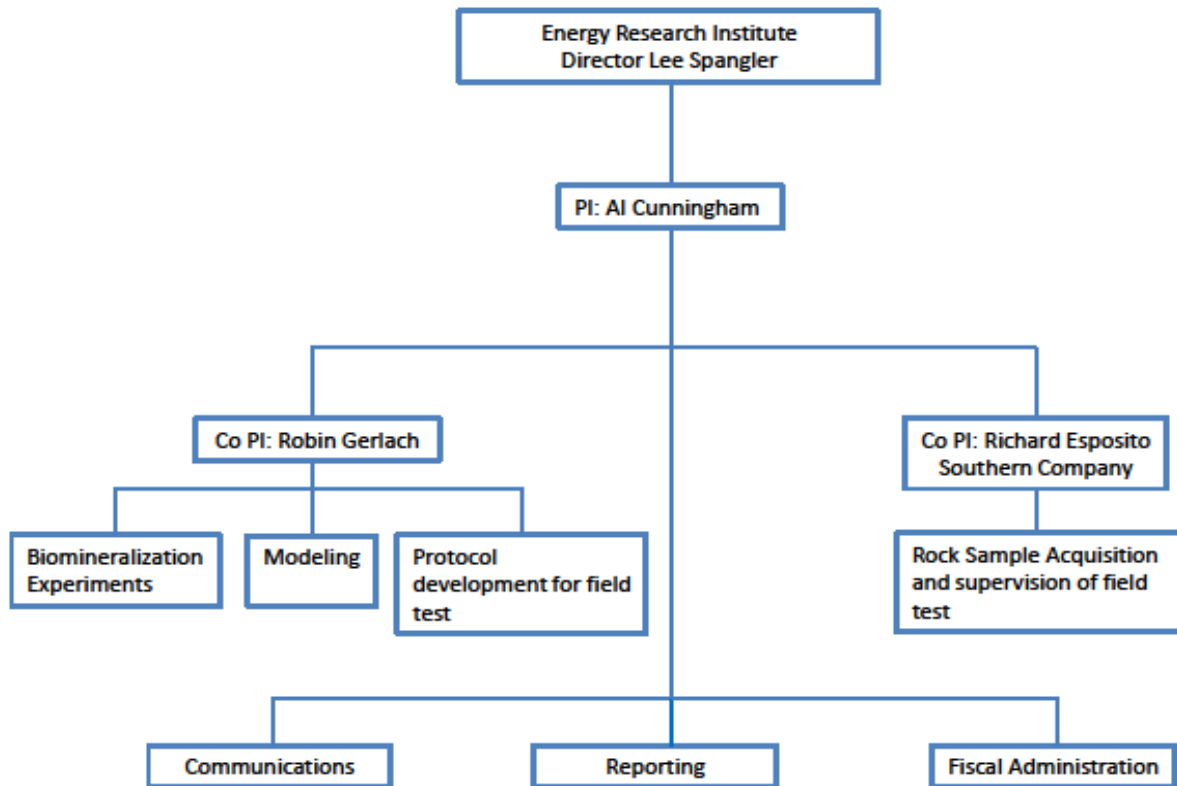 Energy Research Institute
Director Lee Spangler
PI: Al Cunningham
Co PI: Robin Gerlach
Co PI: Richard Esposito
Southern Company
Biomineralization
Experiments
Modeling
Protocol
development for field
test
Rock Sample Acquisition
and supervision of field
test
Communications
Reporting
Fiscal Administration